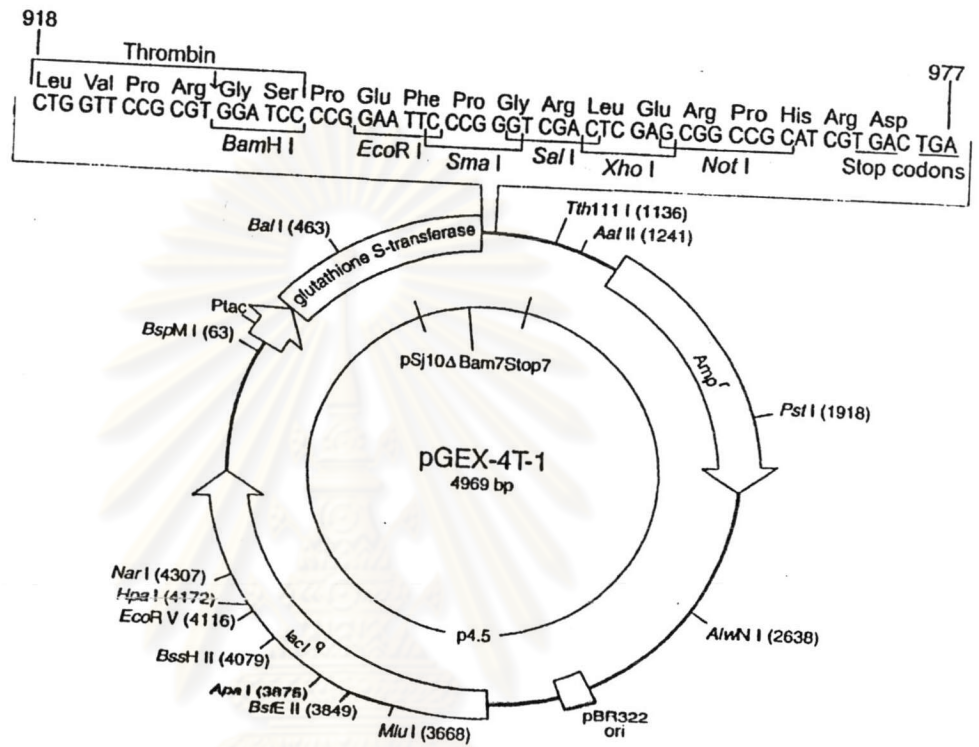 918
977
Thrombin
Leu Val Pro Arg Gly Ser Pro Glu Phe Pro Gly Arg Leu Glu Arg Pro His Arg Asp
CTG GTT CCG CGT GGA TCC CCG GAA TTC CCG GGT CGA CTC GAG CGG CCG CAT CGT GAC TGA
BamH I
EcoR I
Sma I
Sal I
Xho I
Not I
Stop codons
Tth111 I (1136)
Aat II (1241)
Bal I (463)
glutathione S-transferase
Ptac
BspM I (63)
pSj10ΔBam7Stop7
Ampʳ
Pst I (1918)
pGEX-4T-1
4969 bp
Nar I (4307)
Hpa I (4172)
EcoR V (4116)
BssH II (4079)
Apa I (3875)
BstE II (3849)
Mlu I (3668)
lacI q
p4.5
AlwN I (2638)
pBR322
ori